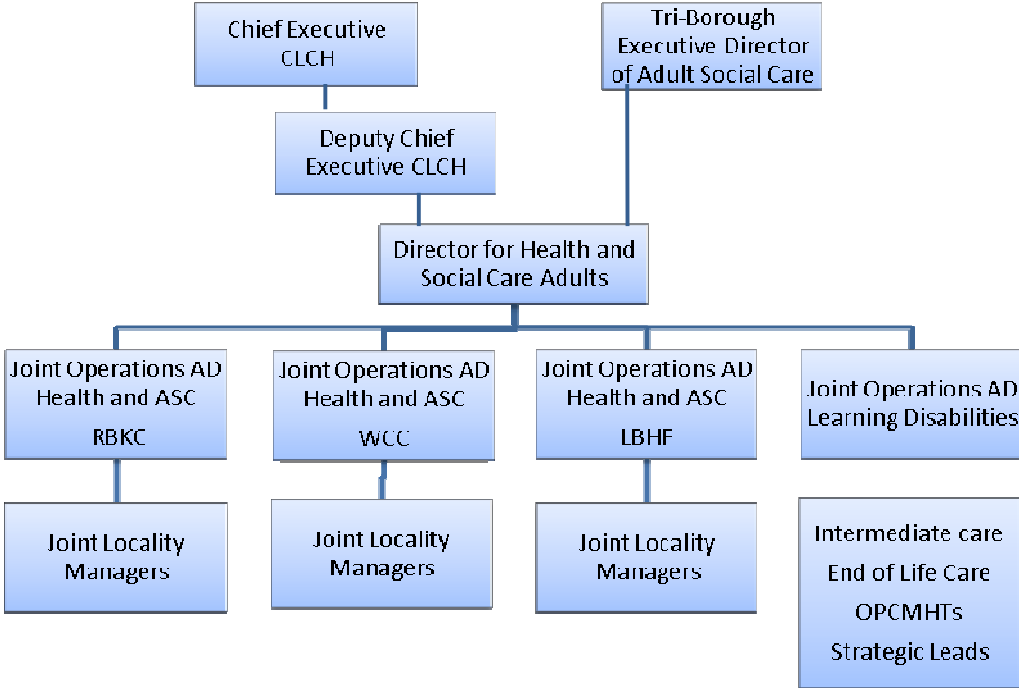 Chief Executive
CLCH
Tri-Borough
Executive Director
of Adult Social Care
Deputy Chief
Executive CLCH
Director for Health and
Social Care Adults
Joint Operations AD
Health and ASC
RBKC
Joint Operations AD
Health and ASC
WCC
Joint Operations AD
Health and ASC
LBHF
Joint Operations AD
Learning Disabilities
Joint Locality
Managers
Joint Locality
Managers
Joint Locality
Managers
Intermediate care
End of Life Care
OPCMHTs
Strategic Leads